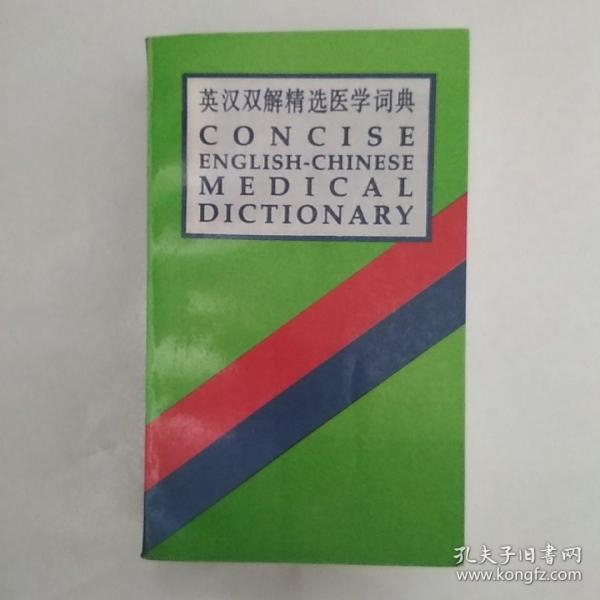 英汉双解精选医学词典
CONCISE
ENGLISH-CHINESE
MEDICAL
DICTIONARY
孔夫子旧书网
www.kongfz.com